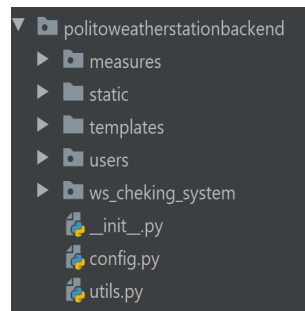 politoweatherstationbackend
measures
static
templates
users
ws_cheking_system
__init__.py
config.py
utils.py